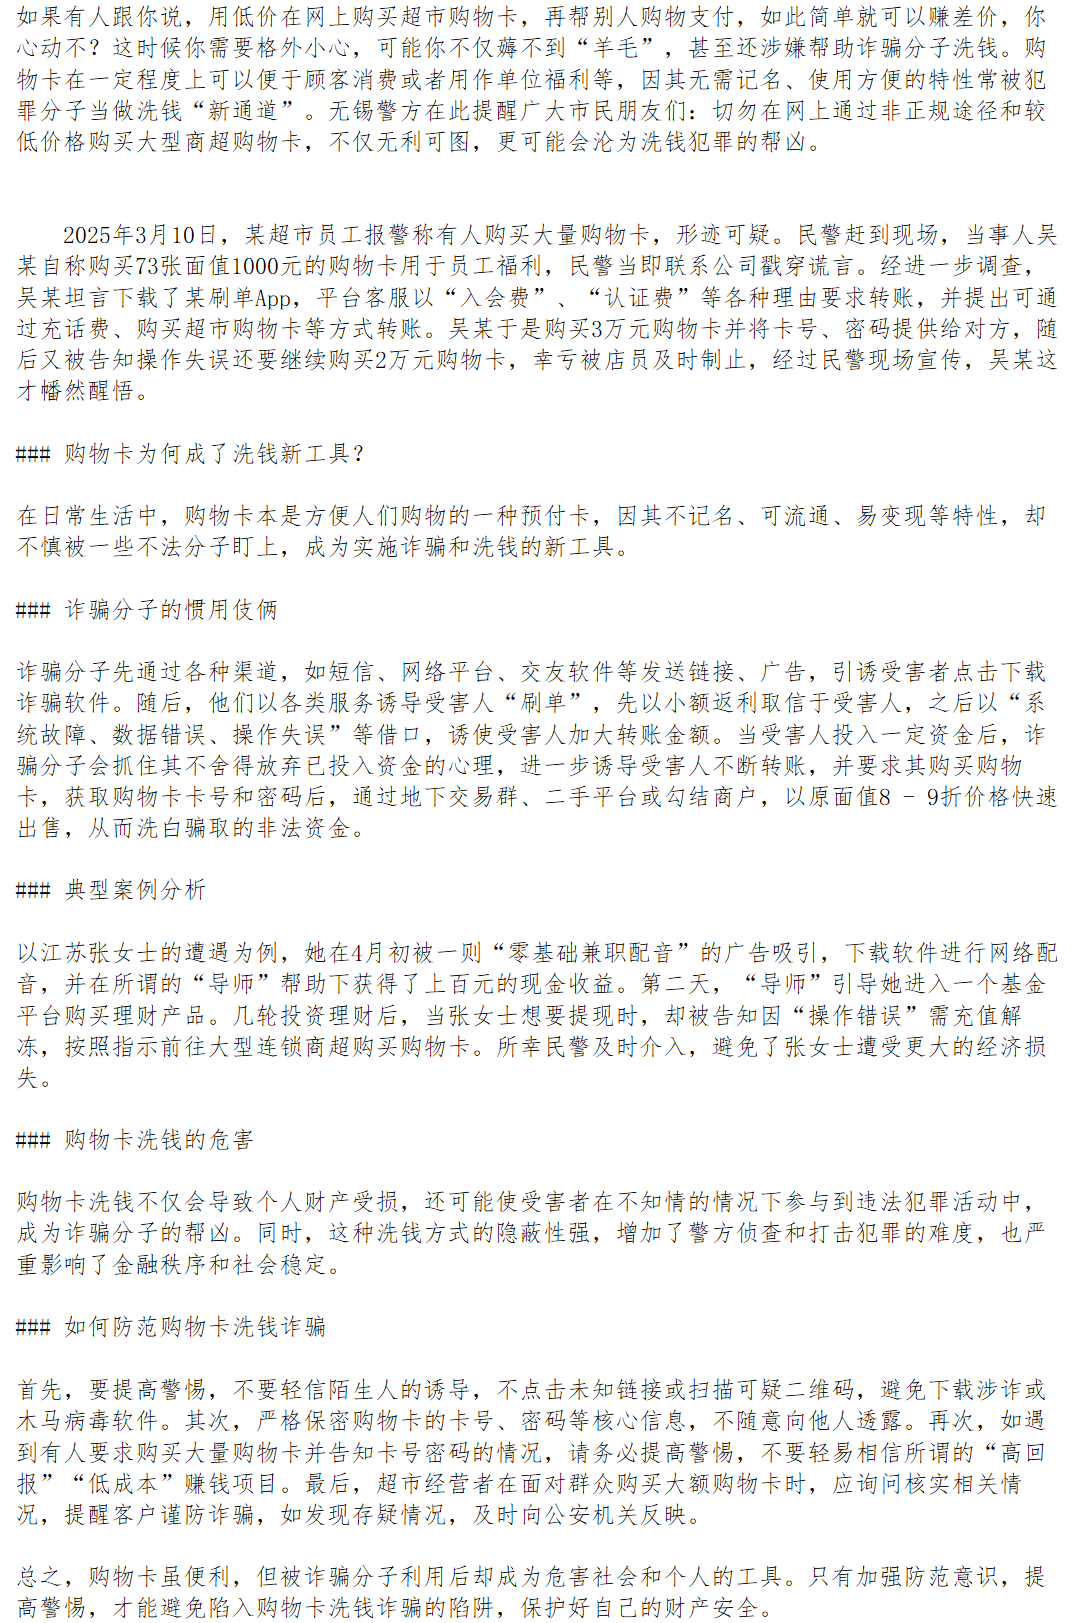 如果有人跟你说，用低价在网上购买超市购物卡，再帮别人购物支付，如此简单就可以赚差价，你
心动不？这时候你需要格外小心，可能你不仅薅不到“羊毛”，甚至还涉嫌帮助诈骗分子洗钱。购
物卡在一定程度上可以便于顾客消费或者用作单位福利等，因其无需记名、使用方便的特性常被犯
罪分子当做洗钱“新通道”。无锡警方在此提醒广大市民朋友们：切勿在网上通过非正规途径和较
低价格购买大型商超购物卡，不仅无利可图，更可能会沦为洗钱犯罪的帮凶。
2025年3月10日，某超市员工报警称有人购买大量购物卡，形迹可疑。民警赶到现场，当事人吴
某自称购买73张面值1000元的购物卡用于员工福利，民警当即联系公司戳穿谎言。经进一步调查，
吴某坦言下载了某刷单App，平台客服以“入会费”、“认证费”等各种理由要求转账，并提出可通
过充话费、购买超市购物卡等方式转账。吴某于是购买3万元购物卡并将卡号、密码提供给对方，随
后又被告知操作失误还要继续购买2万元购物卡，幸亏被店员及时制止，经过民警现场宣传，吴某这
才幡然醒悟。
### 购物卡为何成了洗钱新工具？
在日常生活中，购物卡本是方便人们购物的一种预付卡，因其不记名、可流通、易变现等特性，却
不慎被一些不法分子盯上，成为实施诈骗和洗钱的新工具。
### 诈骗分子的惯用伎俩
诈骗分子先通过各种渠道，如短信、网络平台、交友软件等发送链接、广告，引诱受害者点击下载
诈骗软件。随后，他们以各类服务诱导受害人“刷单”，先以小额返利取信于受害人，之后以“系
统故障、数据错误、操作失误”等借口，诱使受害人加大转账金额。当受害人投入一定资金后，诈
骗分子会抓住其不舍得放弃已投入资金的心理，进一步诱导受害人不断转账，并要求其购买购物
卡，获取购物卡卡号和密码后，通过地下交易群、二手平台或勾结商户，以原面值8 - 9折价格快速
出售，从而洗白骗取的非法资金。
### 典型案例分析
以江苏张女士的遭遇为例，她在4月初被一则“零基础兼职配音”的广告吸引，下载软件进行网络配
音，并在所谓的“导师”帮助下获得了上百元的现金收益。第二天，“导师”引导她进入一个基金
平台购买理财产品。几轮投资理财后，当张女士想要提现时，却被告知因“操作错误”需充值解
冻，按照指示前往大型连锁商超购买购物卡。所幸民警及时介入，避免了张女士遭受更大的经济损
失。
### 购物卡洗钱的危害
购物卡洗钱不仅会导致个人财产受损，还可能使受害者在不知情的情况下参与到违法犯罪活动中，
成为诈骗分子的帮凶。同时，这种洗钱方式的隐蔽性强，增加了警方侦查和打击犯罪的难度，也严
重影响了金融秩序和社会稳定。
### 如何防范购物卡洗钱诈骗
首先，要提高警惕，不要轻信陌生人的诱导，不点击未知链接或扫描可疑二维码，避免下载涉诈或
木马病毒软件。其次，严格保密购物卡的卡号、密码等核心信息，不随意向他人透露。再次，如遇
到有人要求购买大量购物卡并告知卡号密码的情况，请务必提高警惕，不要轻易相信所谓的“高回
报”“低成本”赚钱项目。最后，超市经营者在面对群众购买大额购物卡时，应询问核实相关情
况，提醒客户谨防诈骗，如发现存疑情况，及时向公安机关反映。
总之，购物卡虽便利，但被诈骗分子利用后却成为危害社会和个人的工具。只有加强防范意识，提
高警惕，才能避免陷入购物卡洗钱诈骗的陷阱，保护好自己的财产安全。